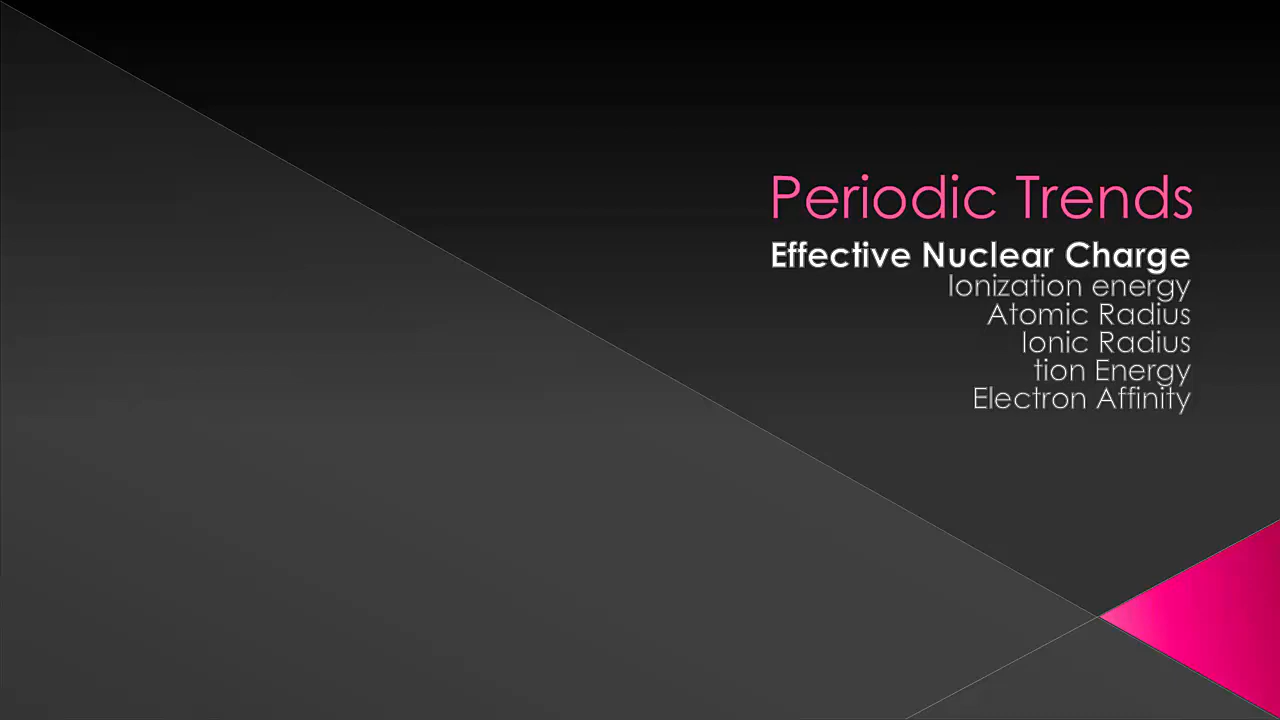 Periodic Trends
Effective Nuclear Charge
Ionization energy
Atomic Radius
Ionic Radius
tion Energy
Electron Affinity